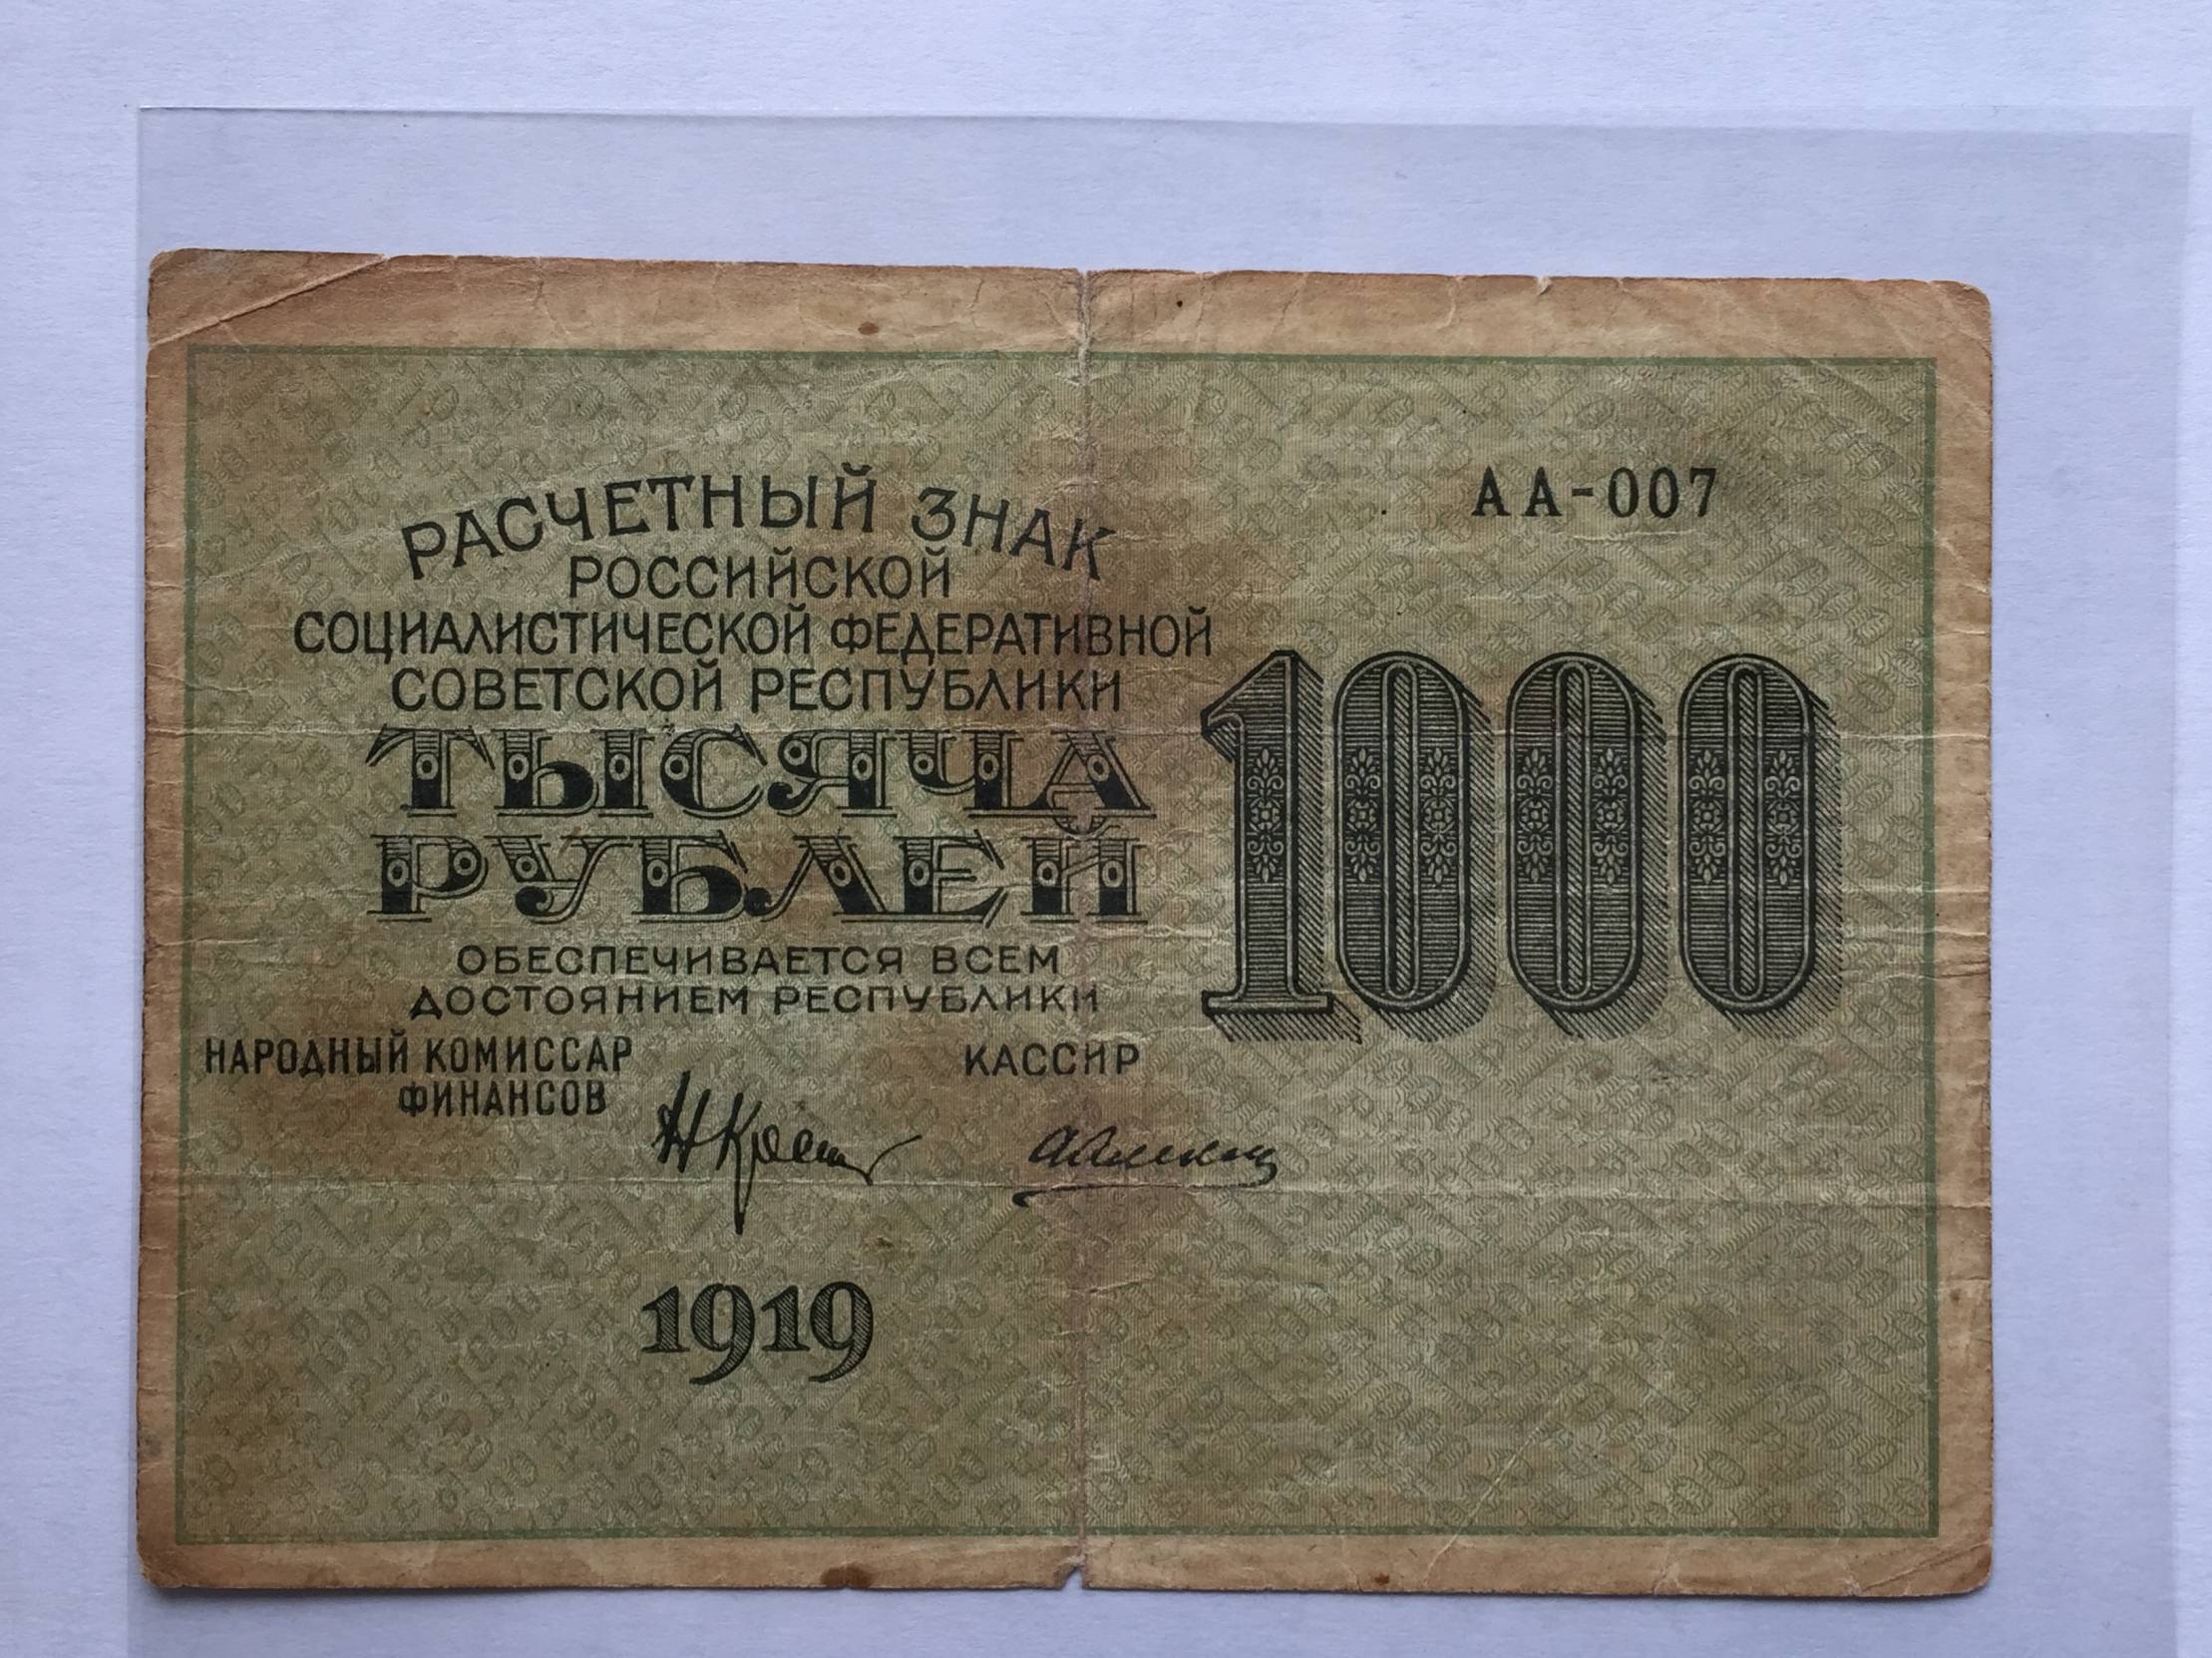 РАСЧЕТНЫЙ ЗНАК
РОССИЙСКОЙ
СОЦИАЛИСТИЧЕСКОЙ ФЕДЕРАТИВНОЙ
СОВЕТСКОЙ РЕСПУБЛИКИ
ТЫСЯЧА
РУБЛЕЙ
ОБЕСПЕЧИВАЕТСЯ ВСЕМ
ДОСТОЯНИЕМ РЕСПУБЛИКИ
НАРОДНЫЙ КОМИССАР
ФИНАНСОВ
КАССИР
1919
АА-007
1000